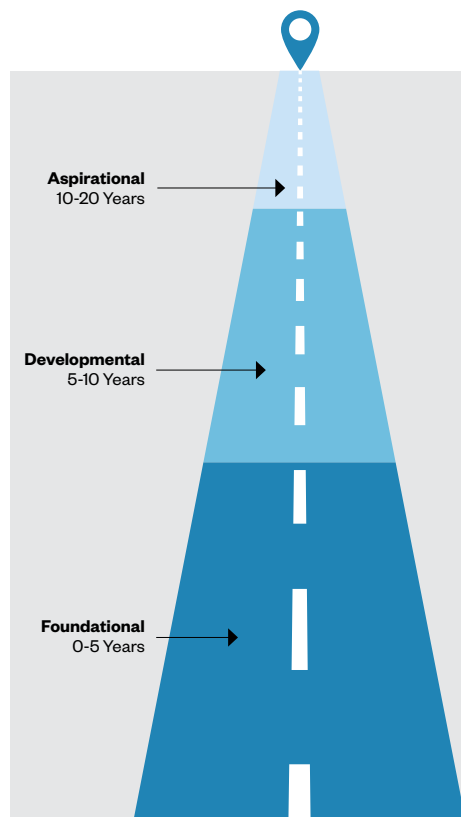 Aspirational
10-20 Years
Developmental
5-10 Years
Foundational
0-5 Years